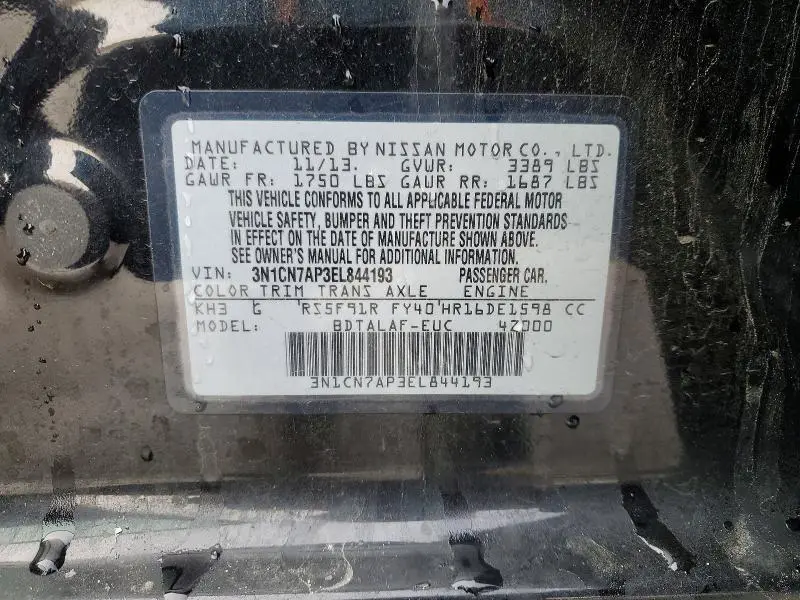 MANUFACTURED BY NISSAN MOTOR CO., LTD.
DATE: 11/13. GVWR: 3389 LBS
GAWR FR: 1750 LBS GAWR RR: 1687 LBS
THIS VEHICLE CONFORMS TO ALL APPLICABLE FEDERAL MOTOR
VEHICLE SAFETY, BUMPER AND THEFT PREVENTION STANDARDS
IN EFFECT ON THE DATE OF MANUFACTURE SHOWN ABOVE.
SEE OWNER'S MANUAL FOR ADDITIONAL INFORMATION.
VIN: 3N1CN7AP3EL844193 PASSENGER CAR.
COLOR TRIM TRANS AXLE ENGINE
KH3 G 'RS5F91R FY40'HR16DE1598 CC
MODEL: BDTALAF-EUC 42000
3N1CN7AP3EL844193